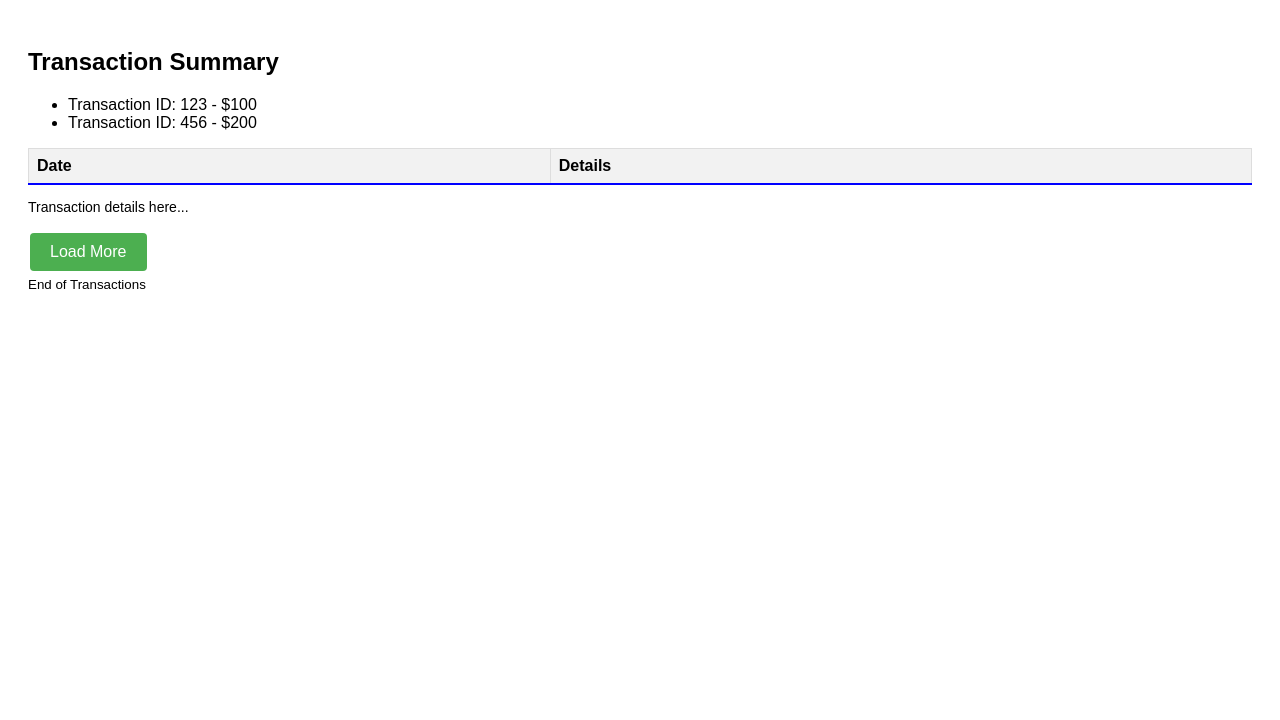 Transaction Summary
Transaction ID: 123 - $100
Transaction ID: 456 - $200
Date Details
Transaction details here...
Load More
End of Transactions